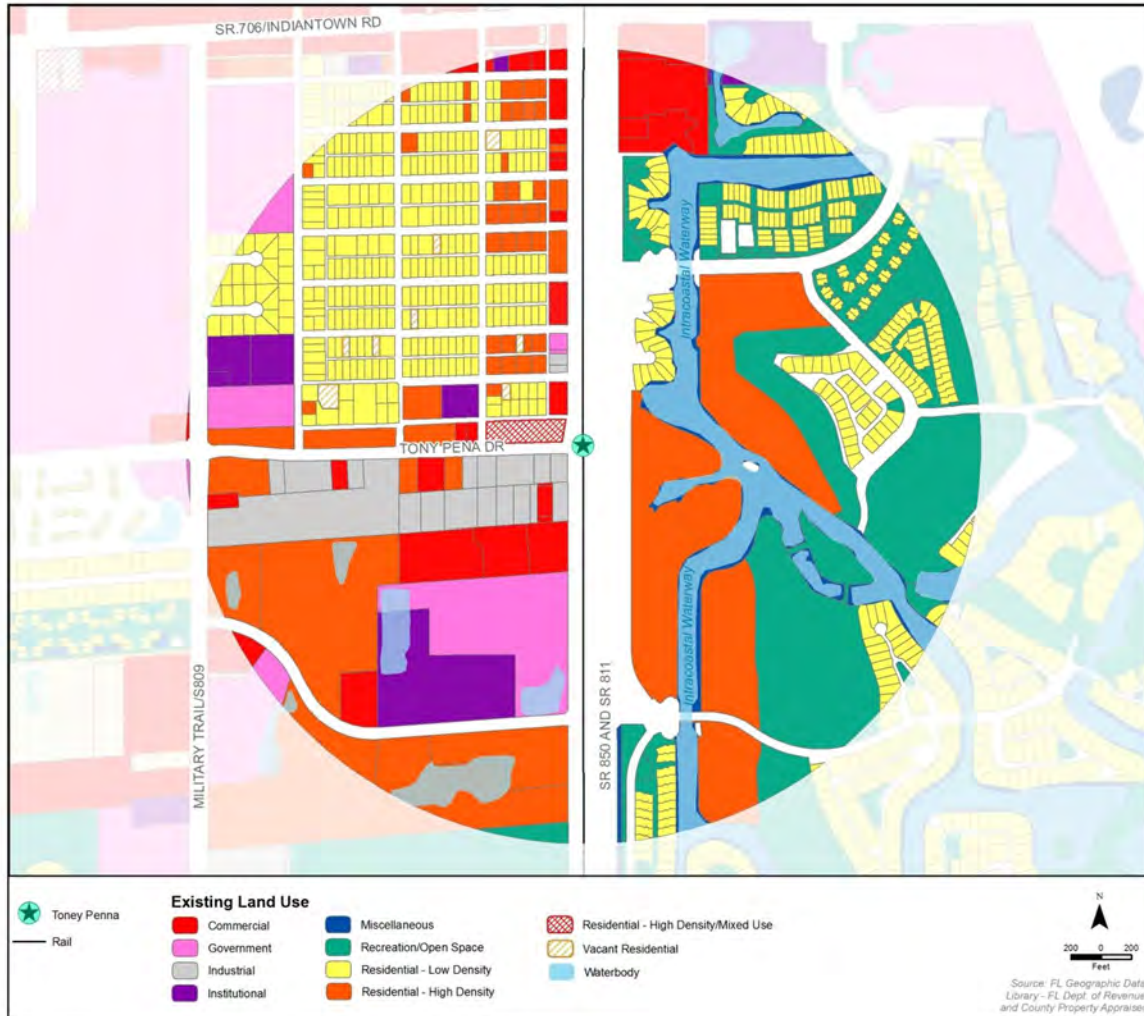 SR.706/INDIANTOWN RD
Intracoastal Waterway
TONY PENA DR
Intracoastal Waterway
MILITARY TRAIL/S809
SR 850 AND SR 811
Intracoastal Waterway
Toney Penna
Rail
Existing Land Use
Commercial
Government
Industrial
Institutional
Miscellaneous
Recreation/Open Space
Residential - Low Density
Residential - High Density
Residential - High Density/Mixed Use
Vacant Residential
Waterbody
N
200 0 200
Feet
Source: FL Geographic Data
Library - FL Dept. of Revenue
and County Property Appraiser